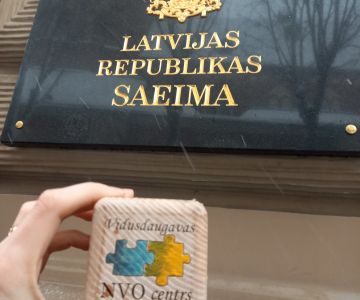 LATVIJAS
REPUBLIKAS
SAEIMA
Vidusdaugavas
NVO centrs